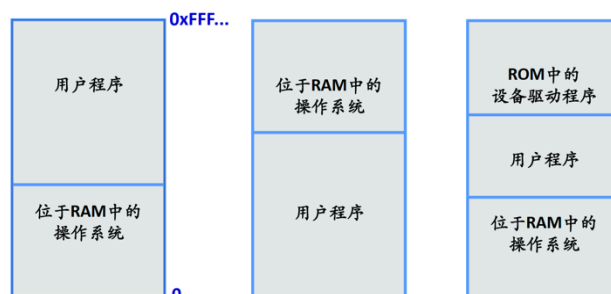 0xFFF...
用户程序
位于RAM中的
操作系统
0
位于RAM中的
操作系统
用户程序
ROM中的
设备驱动程序
用户程序
位于RAM中的
操作系统